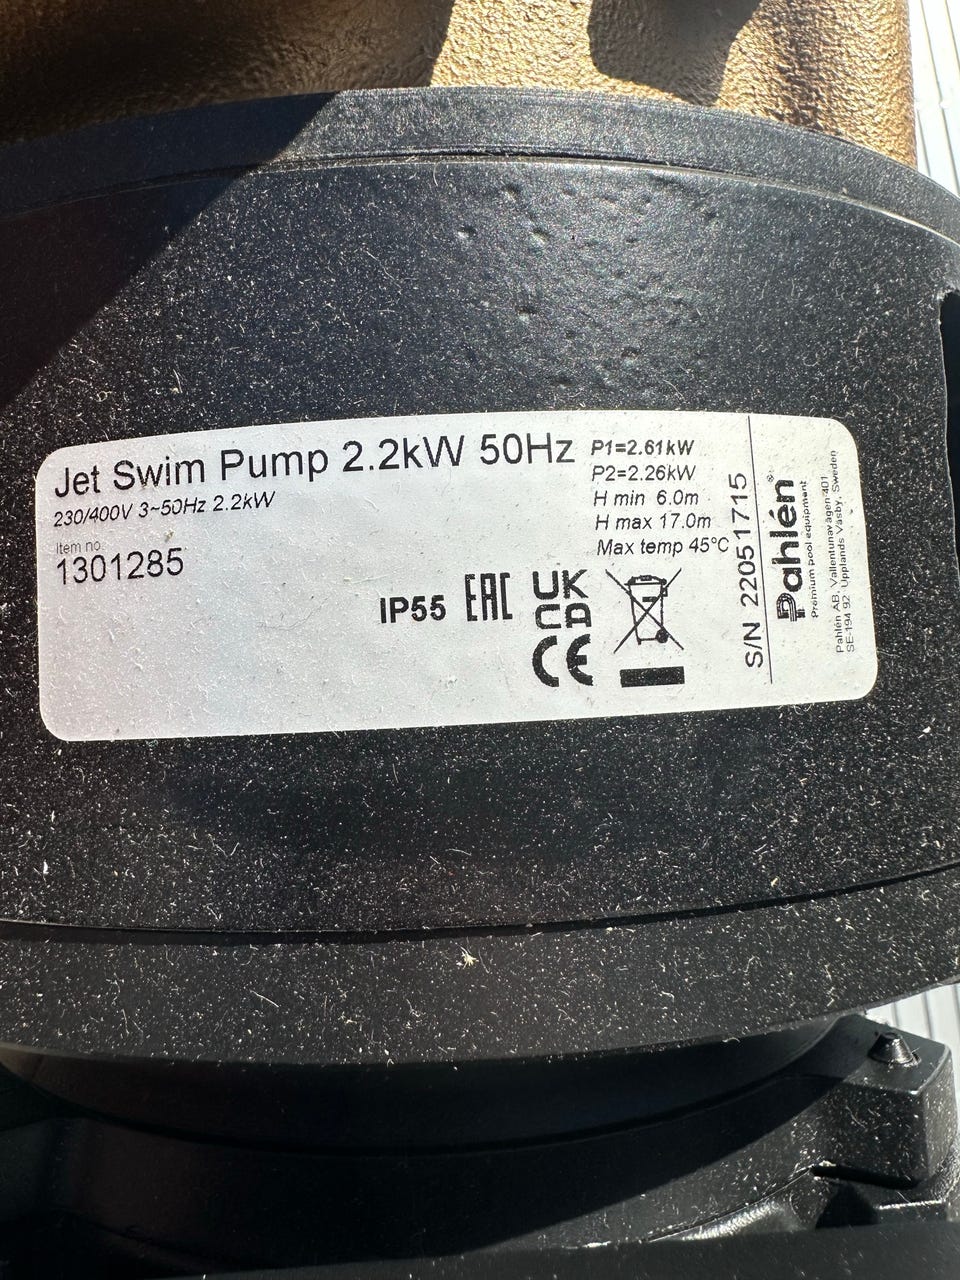 Jet Swim Pump 2.2kW 50Hz
230/400V 3~50Hz 2.2kW
Item no
1301285
P1=2.61kW
P2=2.26kW
H min 6.0m
H max 17.0m
Max temp 45°C
IP55
EAC
UK
CA
CE
S/N 22051715
Pahlén®
Premium pool equipment
Pahlén AB, Vallentunavägen 401
SE-194 92 Upplands Väsby, Sweden